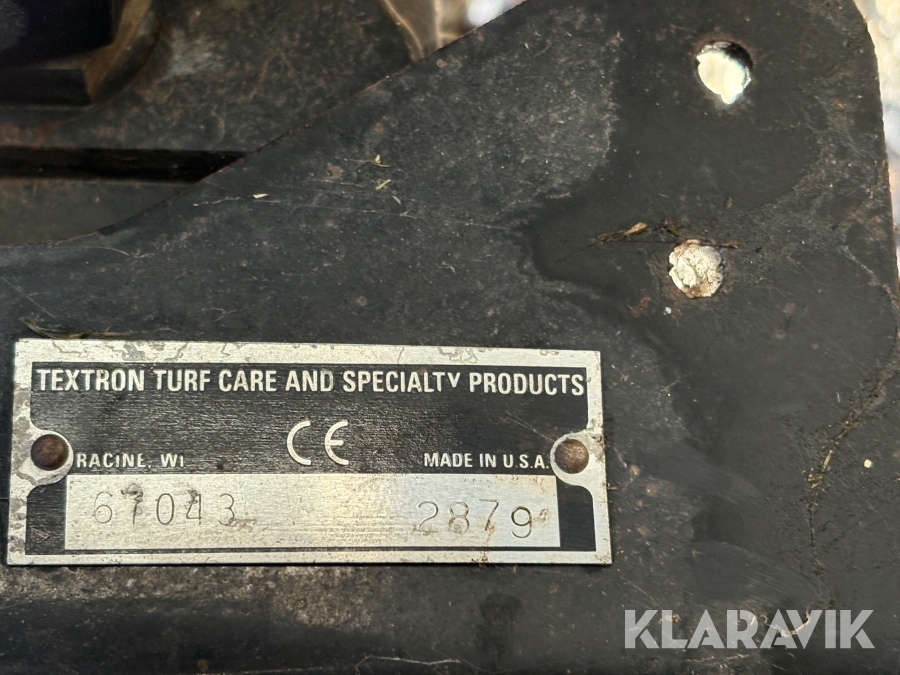 TEXTRON TURF CARE AND SPECIALTY PRODUCTS
CE
RACINE, WI MADE IN U.S.A.
67043 2879
KLARAVIK